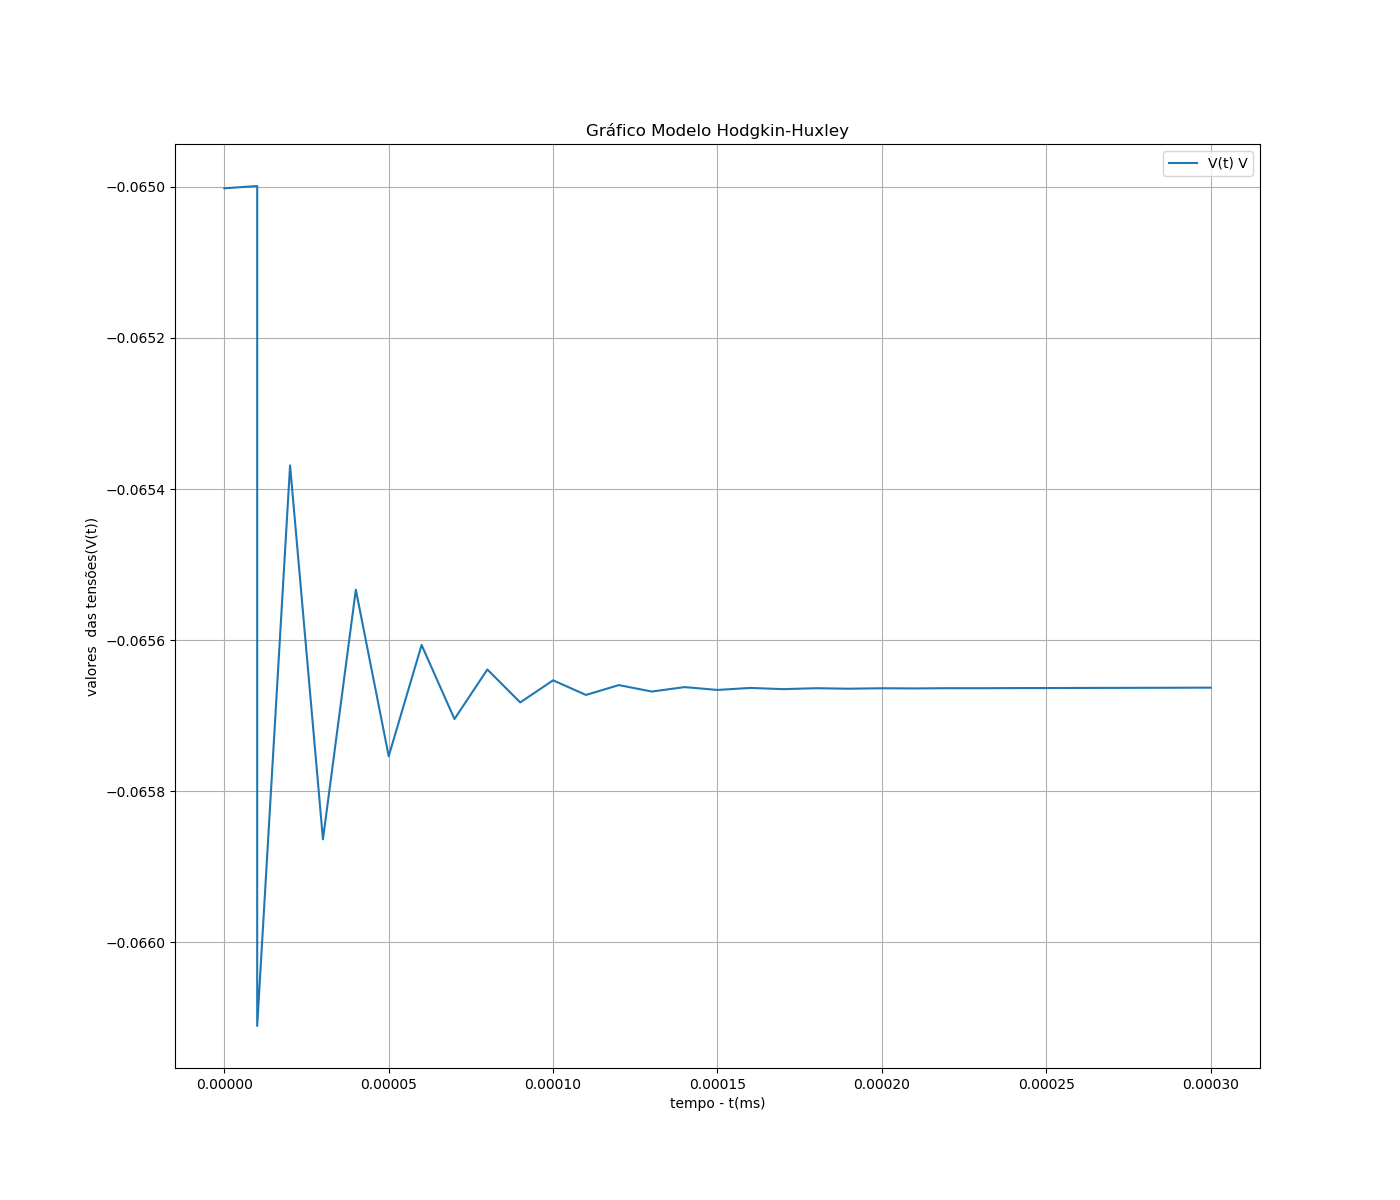 Gráfico Modelo Hodgkin-Huxley
V(t) V
−0.0650
−0.0652
−0.0654
−0.0656
−0.0658
−0.0660
valores  das tensões(V(t))
0.00000 0.00005 0.00010 0.00015 0.00020 0.00025 0.00030
tempo - t(ms)